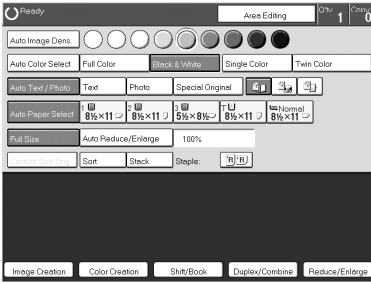 Ready
Area Editing
Q'ty 1 Copy 0
Auto Image Dens.
Auto Color Select Full Color Black & White Single Color Twin Color
Auto Text / Photo Text Photo Special Original
Auto Paper Select 1 8½×11 2 8½×11 3 5½×8½ T 8½×11 Normal 8½×11
Full Size Auto Reduce/Enlarge 100%
Custom Size Orig. Sort Stack Staple: R R
Image Creation Color Creation Shift/Book Duplex/Combine Reduce/Enlarge